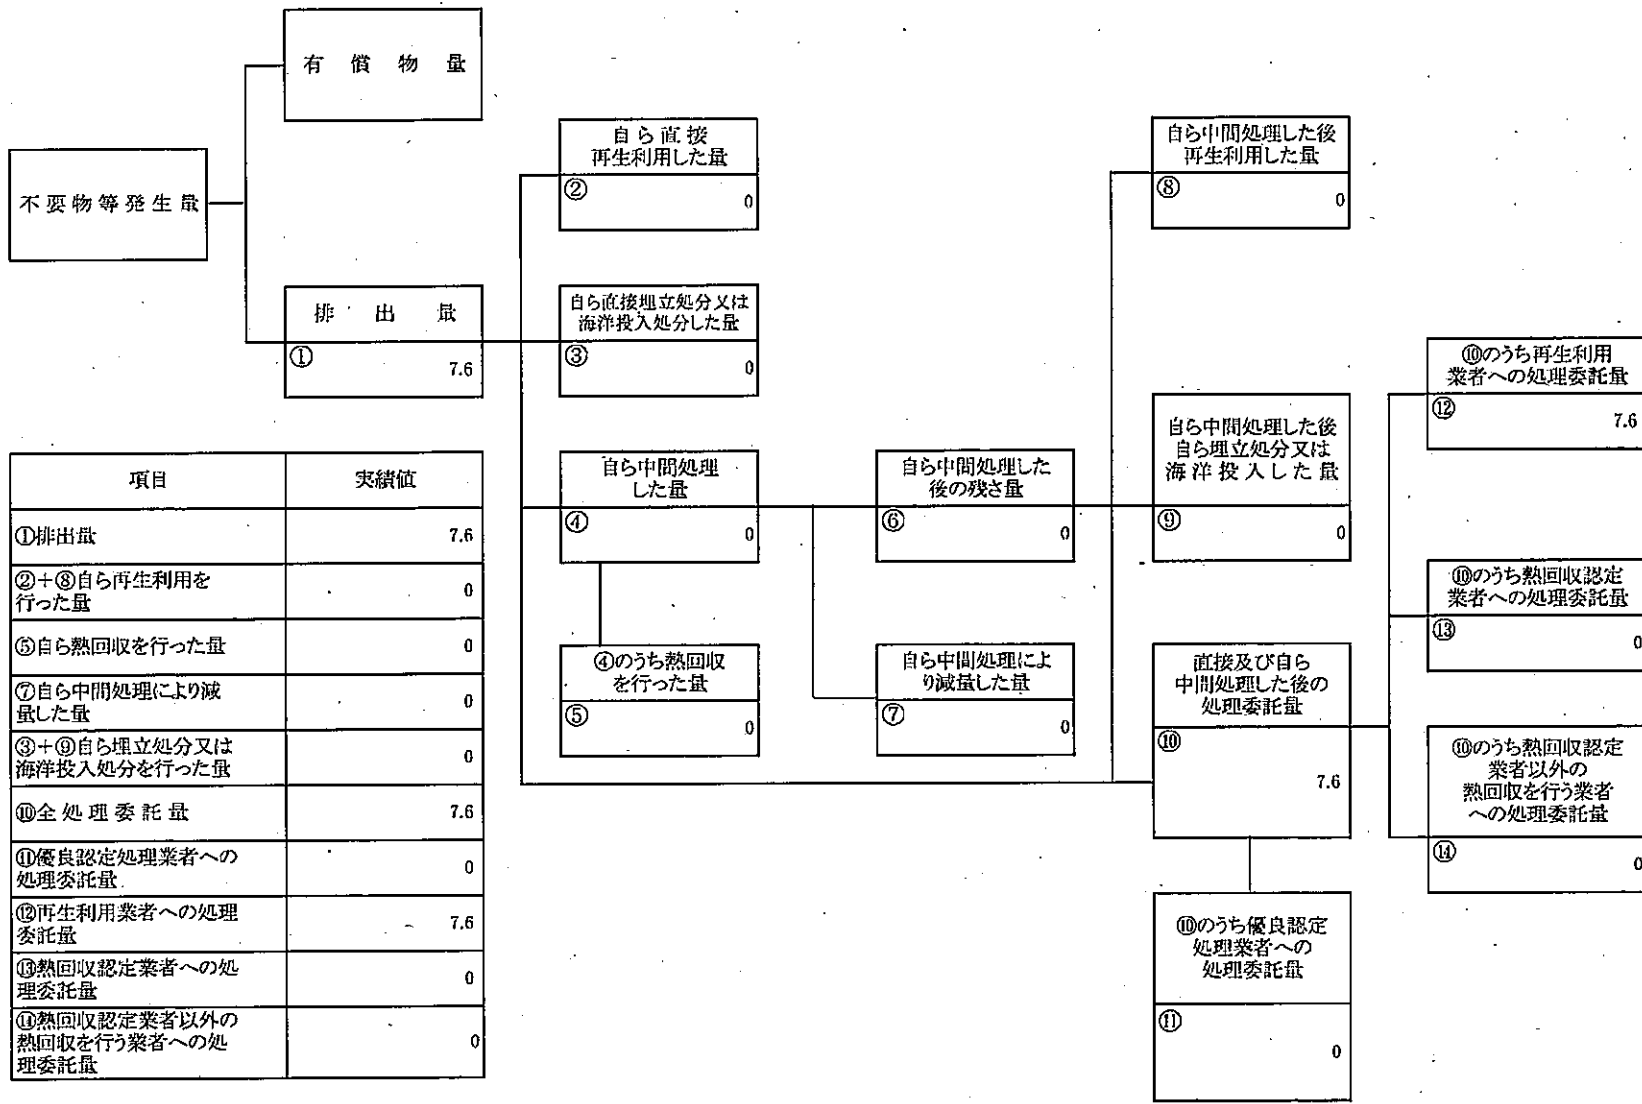 有償物量
不要物等発生量
排出量
①
7.6
自ら直接
再生利用した量
②
0
自ら直接埋立処分又は
海洋投入処分した量
③
0
自ら中間処理
した量
④
0
④のうち熱回収
を行った量
⑤
0
自ら中間処理した
後の残さ量
⑥
0
自ら中間処理によ
り減量した量
⑦
0
自ら中間処理した後
再生利用した量
⑧
0
自ら中間処理した後
自ら埋立処分又は
海洋投入した量
⑨
0
直接及び自ら
中間処理した後の
処理委託量
⑩
7.6
⑩のうち優良認定
処理業者への
処理委託量
⑪
0
⑩のうち再生利用
業者への処理委託量
⑫
7.6
⑩のうち熱回収認定
業者への処理委託量
⑬
0
⑩のうち熱回収認定
業者以外の
熱回収を行う業者
への処理委託量
⑭
0
項目 実績値
①排出量 7.6
②+⑧自ら再生利用を
行った量 0
⑤自ら熱回収を行った量 0
⑦自ら中間処理により減
量した量 0
③+⑨自ら埋立処分又は
海洋投入処分を行った量 0
⑩全処理委託量 7.6
⑪優良認定処理業者への
処理委託量 0
⑫再生利用業者への処理
委託量 7.6
⑬熱回収認定業者への処
理委託量 0
⑭熱回収認定業者以外の
熱回収を行う業者への処
理委託量 0